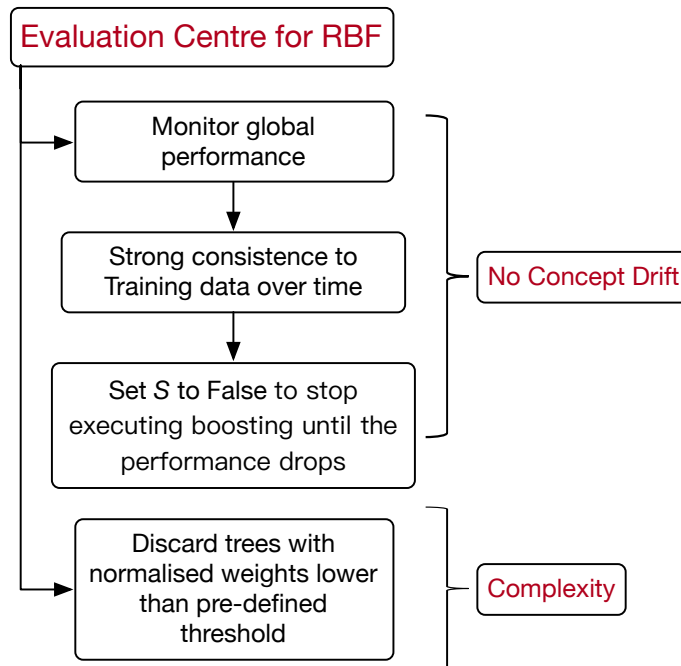 Evaluation Centre for RBF
Monitor global
performance
Strong consistence to
Training data over time
No Concept Drift
Set S to False to stop
executing boosting until the
performance drops
Discard trees with
normalised weights lower
than pre-defined
threshold
Complexity